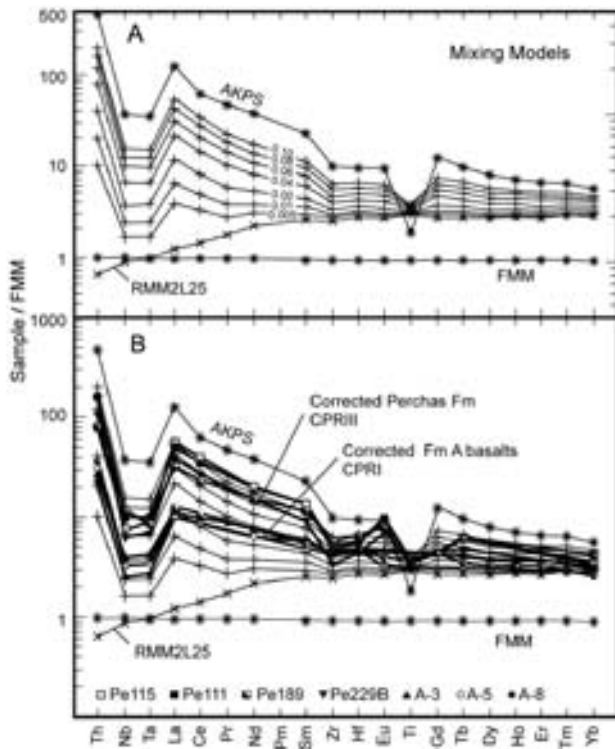 500
A
Mixing Models
100
AKPS
10
1
RMM2L25
FMM
Sample / FMM
1000
B
Corrected Perchas Fm
CPRIII
100
AKPS
Corrected Fm A basalts
CPRI
1
RMM2L25
FMM
Pe115 Pe111 Pe189 Pe229B A-3 A-5 A-8
Th Nb Ta La Ce Pr Nd Pm Sm Zr Hf Eu Ti Gd Tb Dy Ho Er Tm Yb